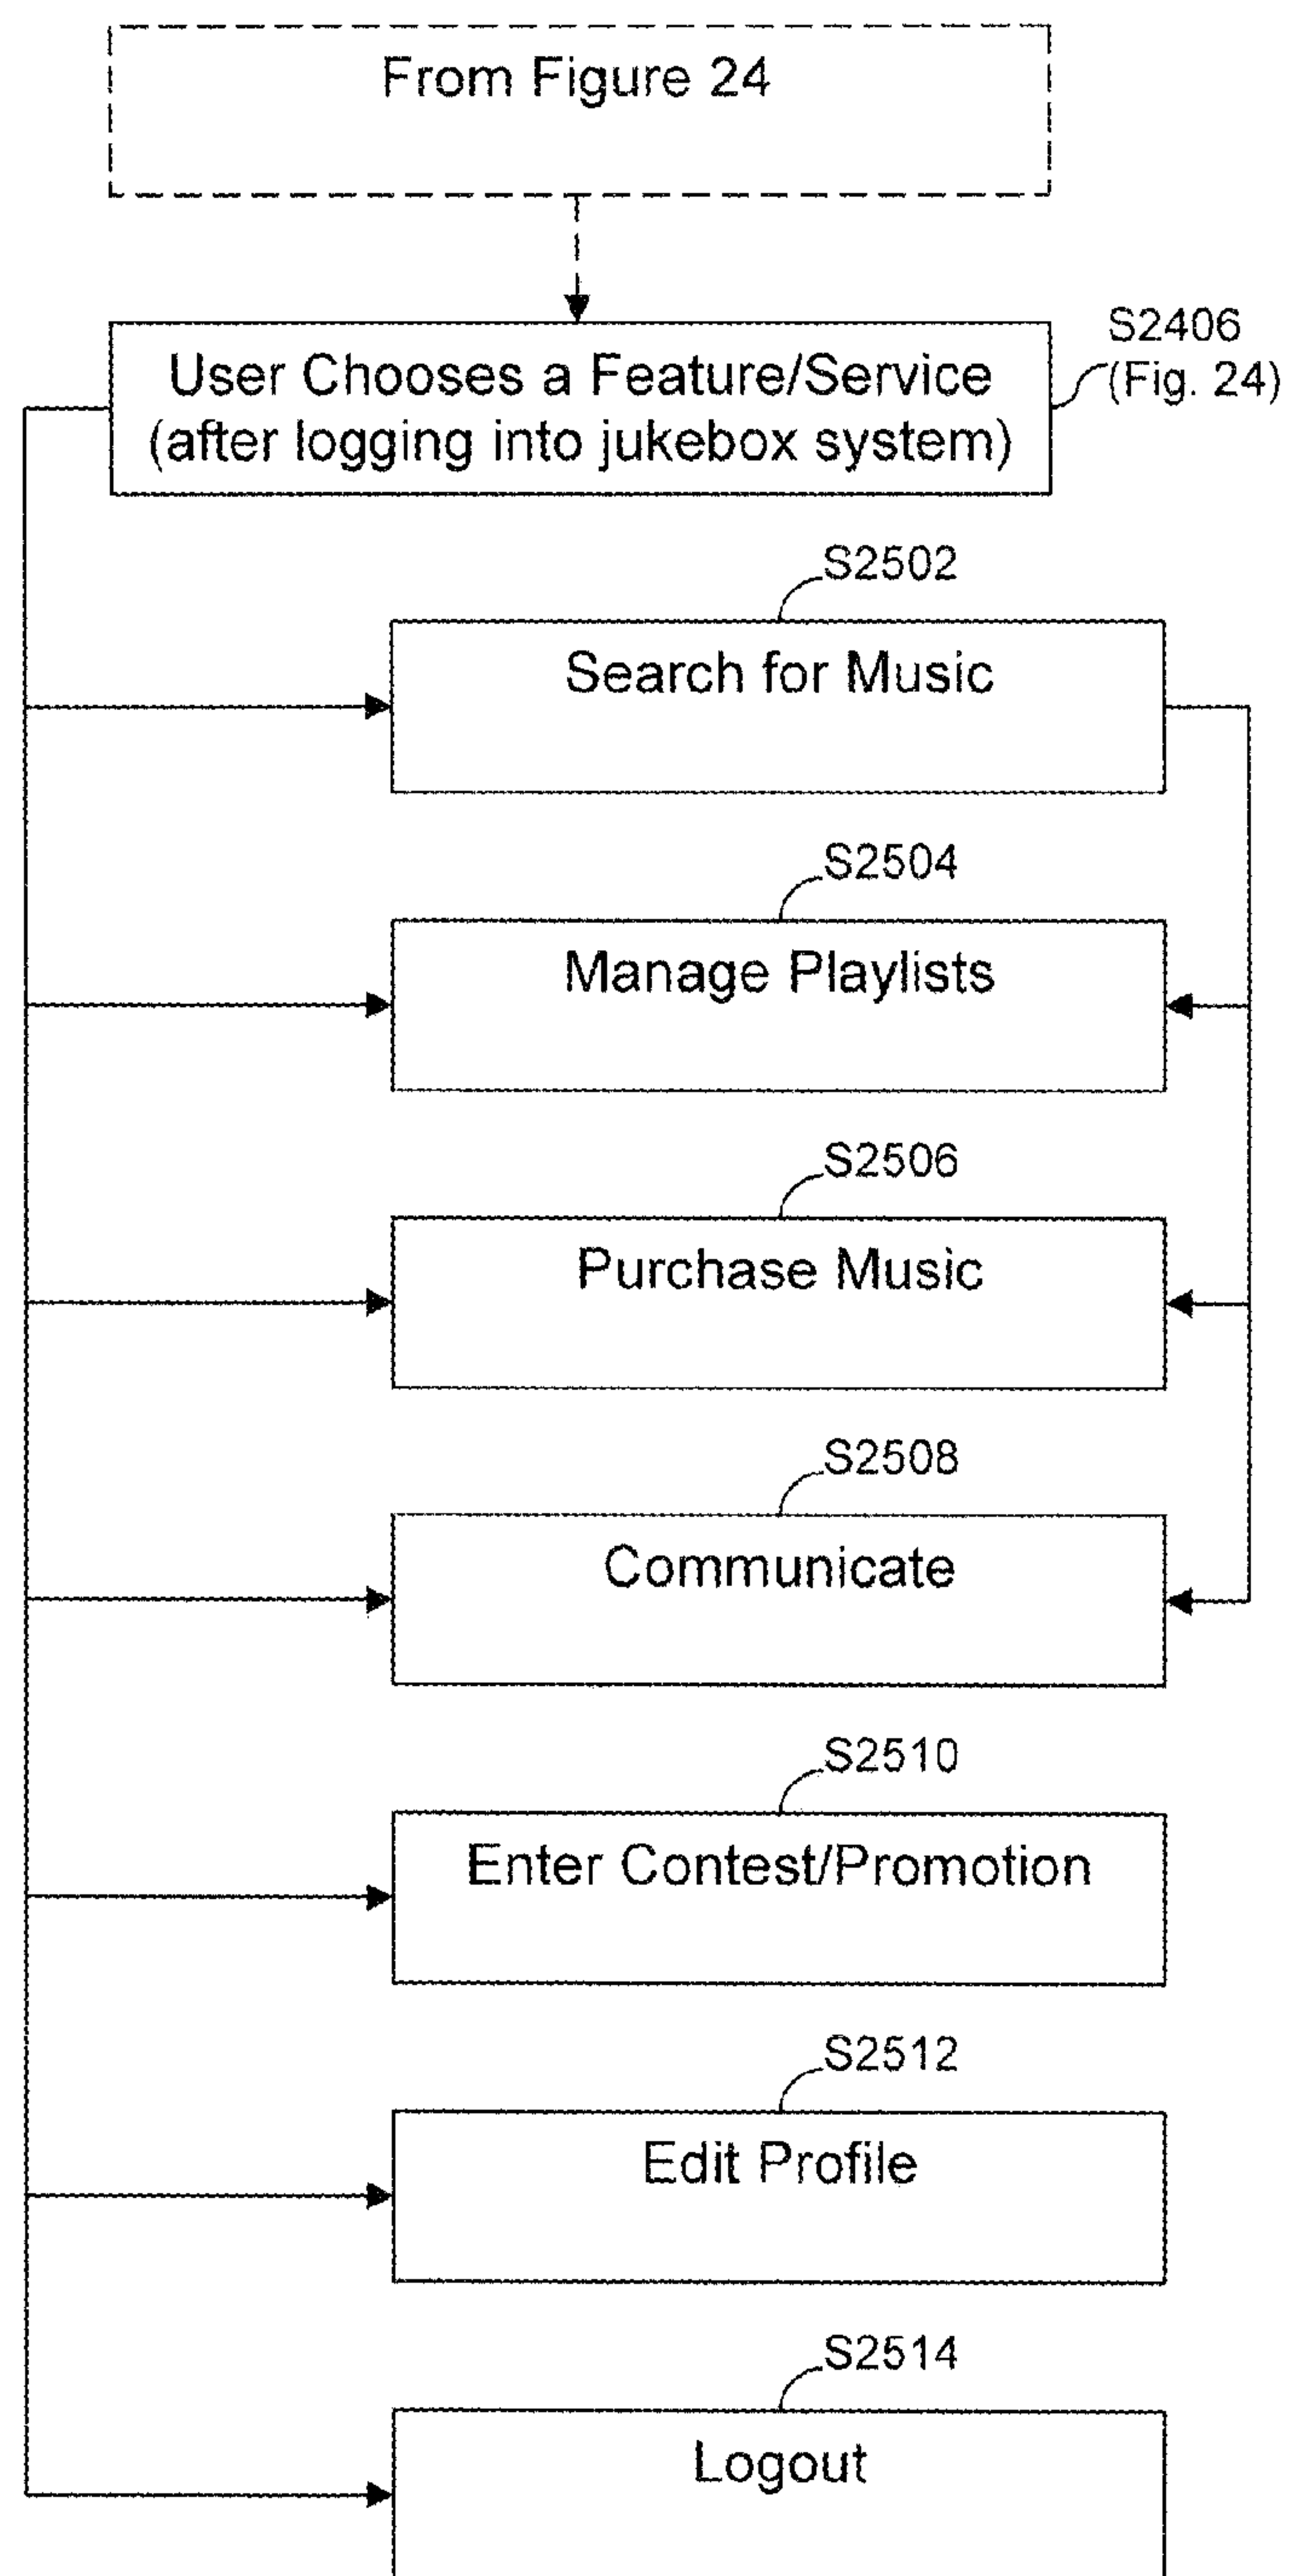 From Figure 24
User Chooses a Feature/Service
(after logging into jukebox system)
S2406
(Fig. 24)
S2502
Search for Music
S2504
Manage Playlists
S2506
Purchase Music
S2508
Communicate
S2510
Enter Contest/Promotion
S2512
Edit Profile
S2514
Logout